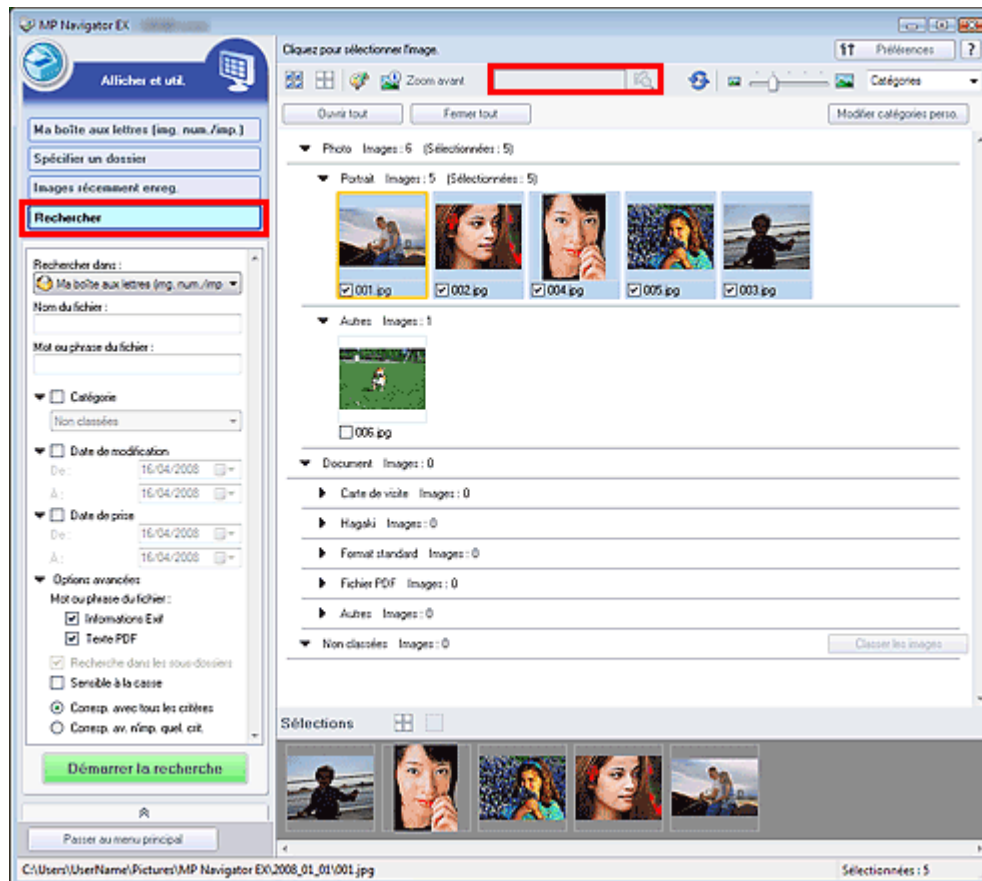 MP Navigator EX
Cliquez pour sélectionner l'image.
Préférences
?
Afficher et util.
Zoom avant
Catégories
Ouvrir tout
Fermer tout
Modifier catégories perso.
Ma boîte aux lettres (img. num./imp.)
Spécifier un dossier
Images récemment enreg.
Rechercher
Photo Images : 6 (Sélectionnées : 5)
Portrait Images : 5 (Sélectionnées : 5)
001.jpg
002.jpg
004.jpg
005.jpg
003.jpg
Autres Images : 1
006.jpg
Document Images : 0
Carte de visite Images : 0
Hagaki Images : 0
Format standard Images : 0
Fichier PDF Images : 0
Autres Images : 0
Non classées Images : 0
Classer les images
Rechercher dans :
Ma boîte aux lettres (img. num./imp
Nom du fichier :
Mot ou phrase du fichier :
Catégorie
Non classées
Date de modification
De : 16/04/2008
À : 16/04/2008
Date de prise
De : 16/04/2008
À : 16/04/2008
Options avancées
Mot ou phrase du fichier :
Informations Exif
Texte PDF
Recherche dans les sous-dossiers
Sensible à la casse
Corresp. avec tous les critères
Corresp. av. n'imp. quel. crit.
Démarrer la recherche
Passer au menu principal
Sélections
C:\Users\UserName\Pictures\MP Navigator EX\2008_01_01\001.jpg
Sélectionnées : 5